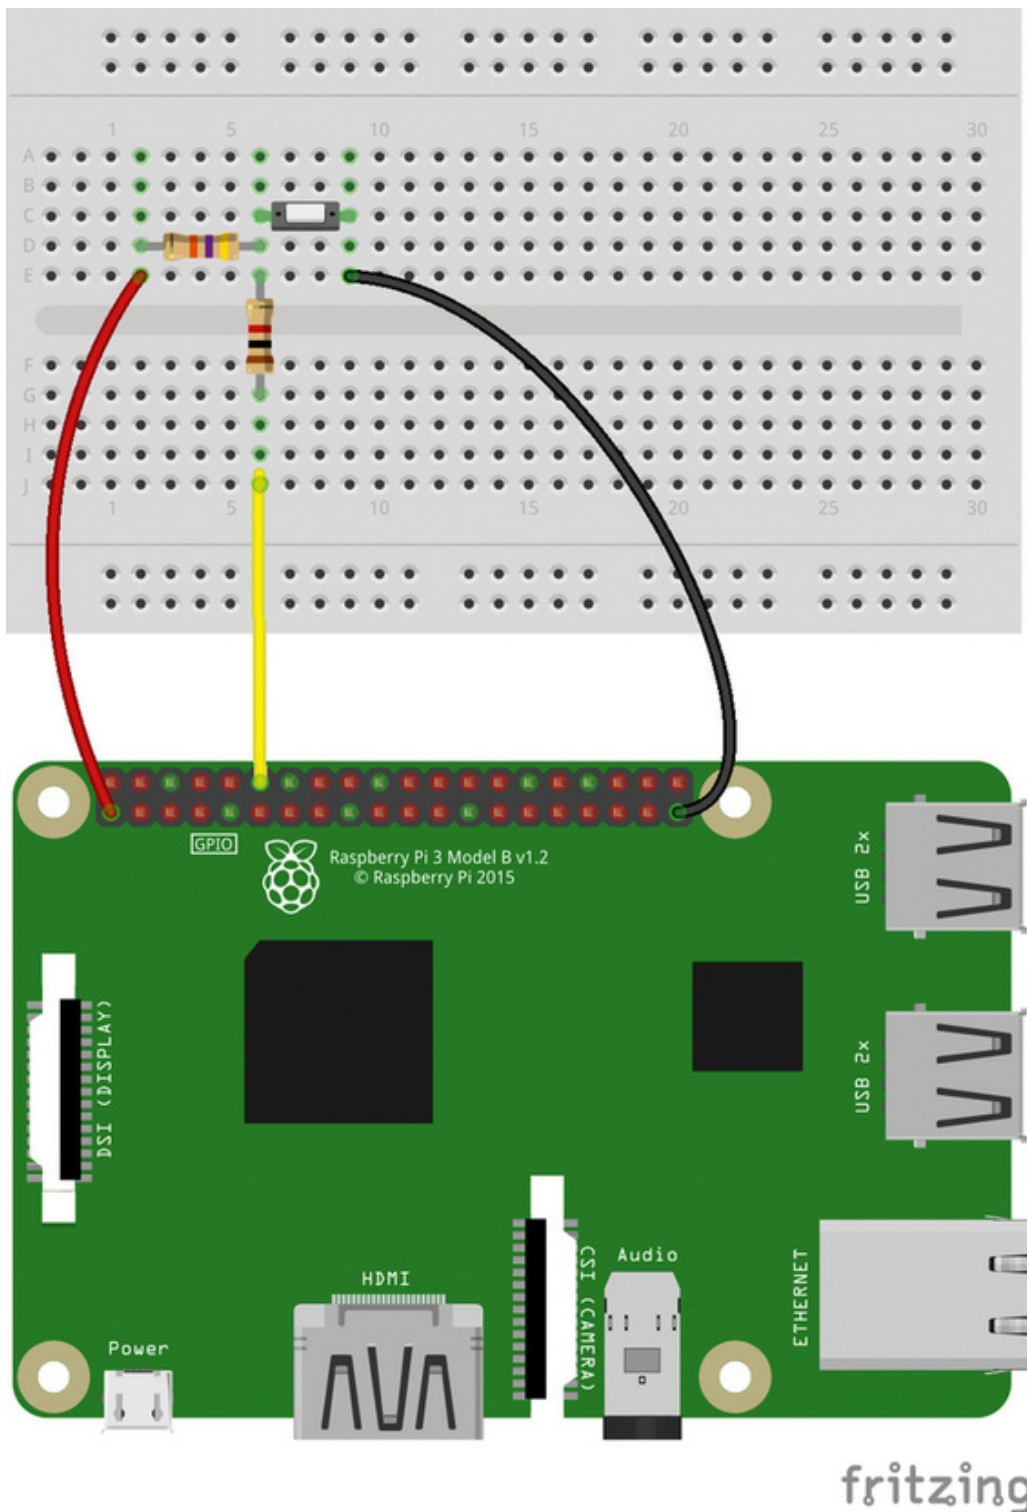 1 5 10 15 20 25 30
A
B
C
D
E
F
G
H
I
J
1 5 10 15 20 25 30
GPIO
Raspberry Pi 3 Model B v1.2
© Raspberry Pi 2015
USB 2x
DSI (DISPLAY)
USB 2x
CSI (CAMERA)
Audio
ETHERNET
HDMI
Power
fritzing